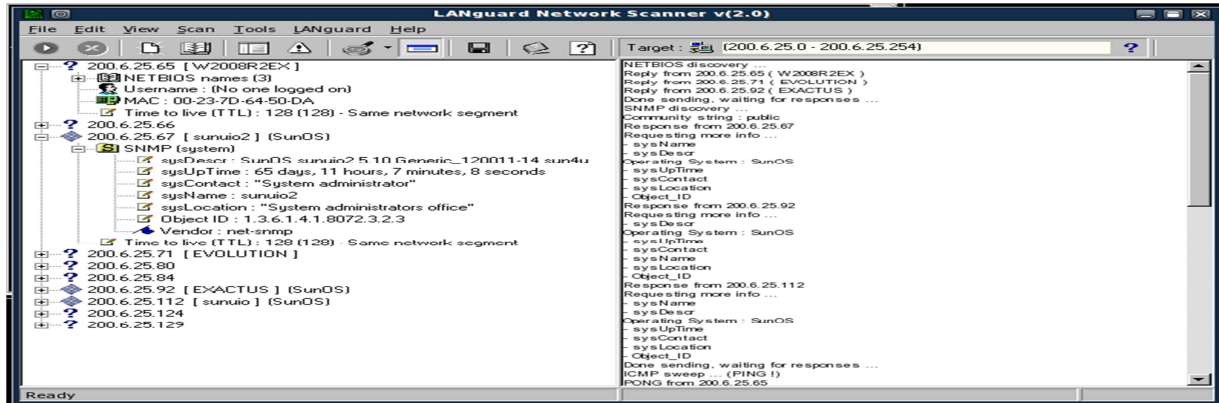 LANguard Network Scanner v(2.0)
File Edit View Scan Tools LANguard Help
Target : (200.6.25.0 - 200.6.25.254)
200.6.25.65 [ W2008R2EX ]
NETBIOS names (3)
Username : (No one logged on)
MAC : 00-23-7D-64-50-DA
Time to live (TTL) : 128 (128) - Same network segment
200.6.25.66
200.6.25.67 [ sunuio2 ] (SunOS)
SNMP (system)
sysDescr : SunOS sunuio2 5.10 Generic_120011-14 sun4u
sysUpTime : 65 days, 11 hours, 7 minutes, 8 seconds
sysContact : "System administrator"
sysName : sunuio2
sysLocation : "System administrators office"
Object ID : 1.3.6.1.4.1.8072.3.2.3
Vendor : net-snmp
Time to live (TTL) : 128 (128) - Same network segment
200.6.25.71 [ EVOLUTION ]
200.6.25.80
200.6.25.84
200.6.25.92 [ EXACTUS ] (SunOS)
200.6.25.112 [ sunuio ] (SunOS)
200.6.25.124
200.6.25.129
NETBIOS discovery ...
Reply from 200.6.25.65 ( W2008R2EX )
Reply from 200.6.25.71 ( EVOLUTION )
Reply from 200.6.25.92 ( EXACTUS )
Done sending, waiting for responses ...
SNMP discovery ...
Community string : public
Response from 200.6.25.67
Requesting more info ...
- sysName
- sysDescr
Operating System : SunOS
- sysUpTime
- sysContact
- sysLocation
- Object_ID
Response from 200.6.25.92
Requesting more info ...
- sysDescr
Operating System : SunOS
- sysUpTime
- sysContact
- sysName
- sysLocation
- Object_ID
Response from 200.6.25.112
Requesting more info ...
- sysName
- sysDescr
Operating System : SunOS
- sysUpTime
- sysContact
- sysLocation
- Object_ID
Done sending, waiting for responses ...
ICMP sweep ... (PING !)
PONG from 200.6.25.65
Ready